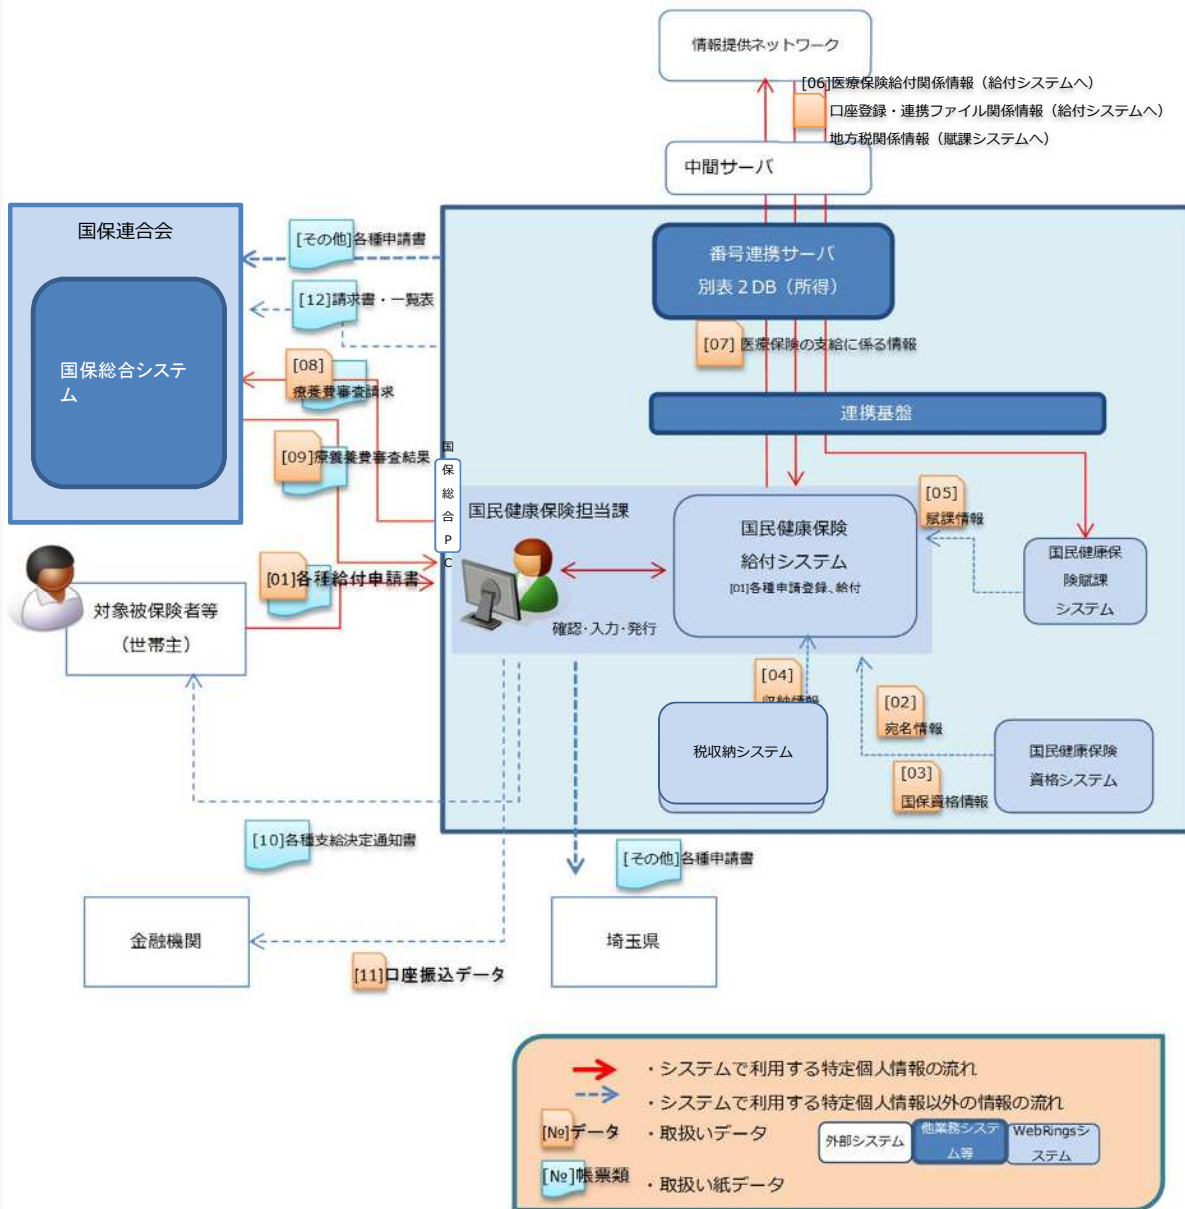 情報提供ネットワーク
[06]医療保険給付関係情報（給付システムへ）
口座登録・連携ファイル関係情報（給付システムへ）
地方税関係情報（賦課システムへ）
中間サーバ
国保連合会
国保総合システ
ム
[その他]各種申請書
[12]請求書・一覧表
[08]
療養費審査請求
[09]療養養費審査結果
番号連携サーバ
別表２DB（所得）
[07] 医療保険の支給に係る情報
連携基盤
国
保
総
合
P
C
国民健康保険担当課
確認・入力・発行
国民健康保険
給付システム
[01]各種申請登録、給付
[05]
賦課情報
国民健康保
険賦課
システム
[01]各種給付申請書
対象被保険者等
（世帯主）
[04]
収納情報
税収納システム
[02]
宛名情報
[03]
国保資格情報
国民健康保険
資格システム
[10]各種支給決定通知書
[その他]各種申請書
金融機関
埼玉県
[11]口座振込データ
・システムで利用する特定個人情報の流れ
・システムで利用する特定個人情報以外の情報の流れ
[№]データ ・取扱いデータ
[№]帳票類 ・取扱い紙データ
外部システム
他業務システ
ム等
WebRingsシ
ステム